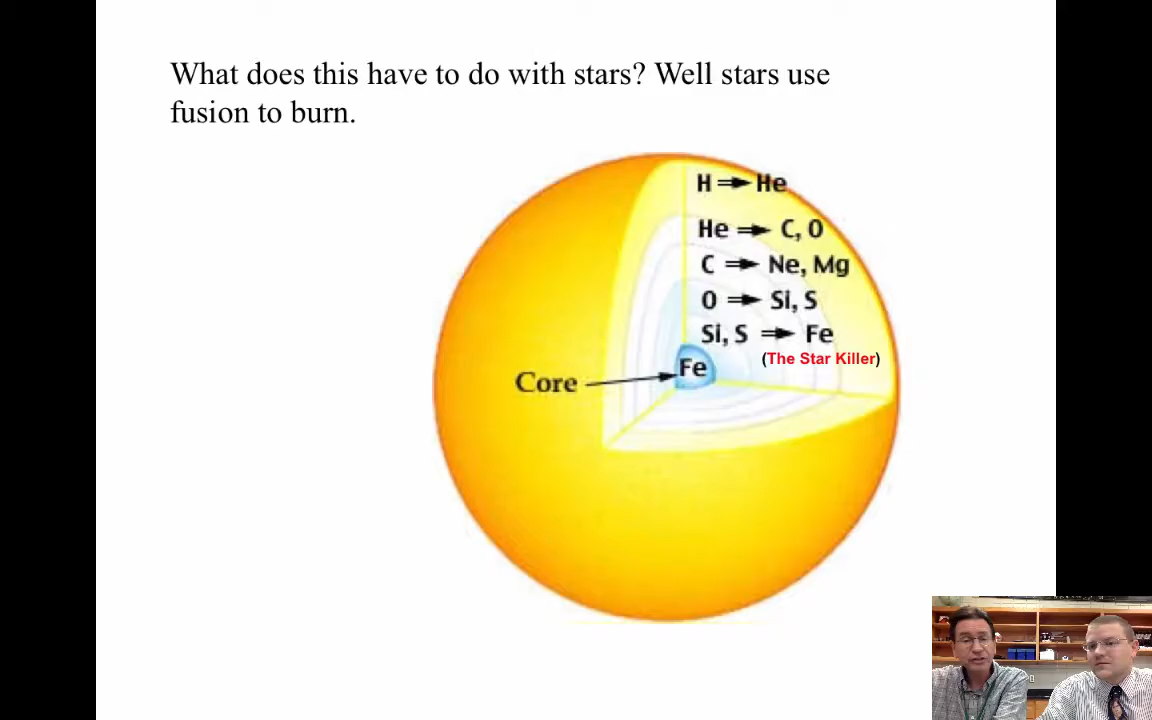 What does this have to do with stars? Well stars use
fusion to burn.
H → He
He → C, O
C → Ne, Mg
O → Si, S
Si, S → Fe
(The Star Killer)
Fe
Core